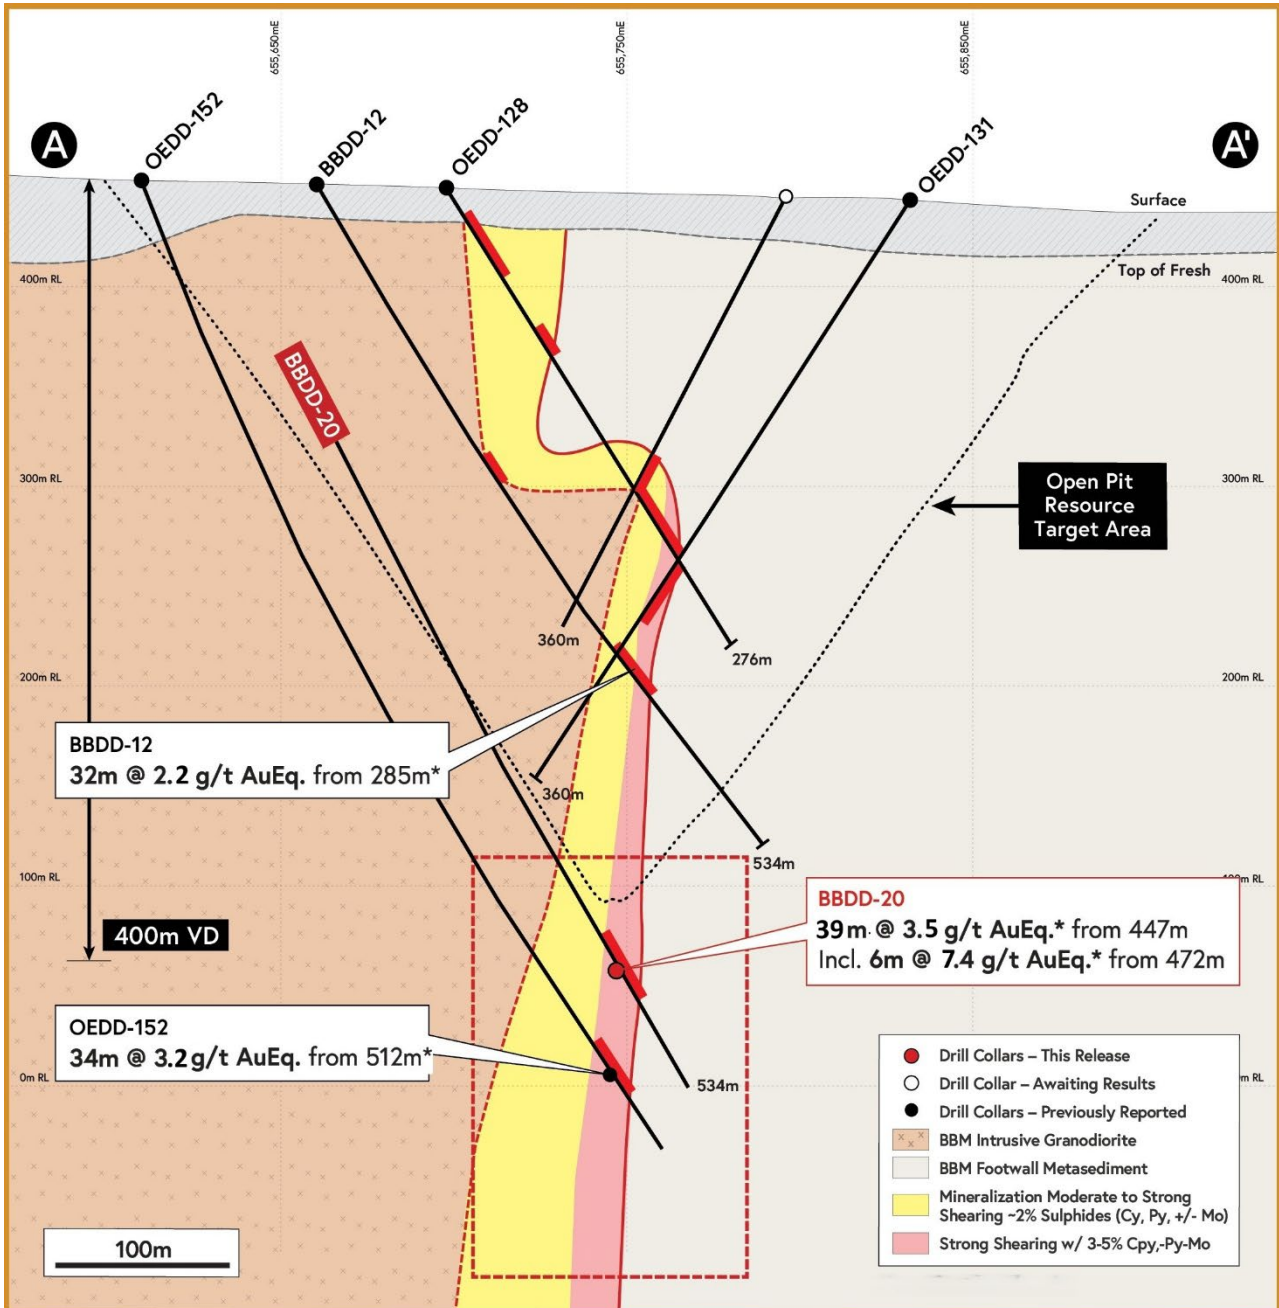 655,650mE
655,750mE
655,850mE
A
OEDD-152
BBDD-12
OEDD-128
OEDD-131
A'
Surface
Top of Fresh
400m RL
400m RL
BBDD-20
300m RL
300m RL
Open Pit
Resource
Target Area
360m
276m
200m RL
200m RL
BBDD-12
32m @ 2.2 g/t AuEq. from 285m*
360m
534m
100m RL
m RL
BBDD-20
39m @ 3.5 g/t AuEq.* from 447m
Incl. 6m @ 7.4 g/t AuEq.* from 472m
400m VD
OEDD-152
34m @ 3.2 g/t AuEq. from 512m*
0m RL
m RL
534m
Drill Collars – This Release
Drill Collar – Awaiting Results
Drill Collars – Previously Reported
BBM Intrusive Granodiorite
BBM Footwall Metasediment
Mineralization Moderate to Strong
Shearing ~2% Sulphides (Cy, Py, +/- Mo)
Strong Shearing w/ 3-5% Cpy,-Py-Mo
100m